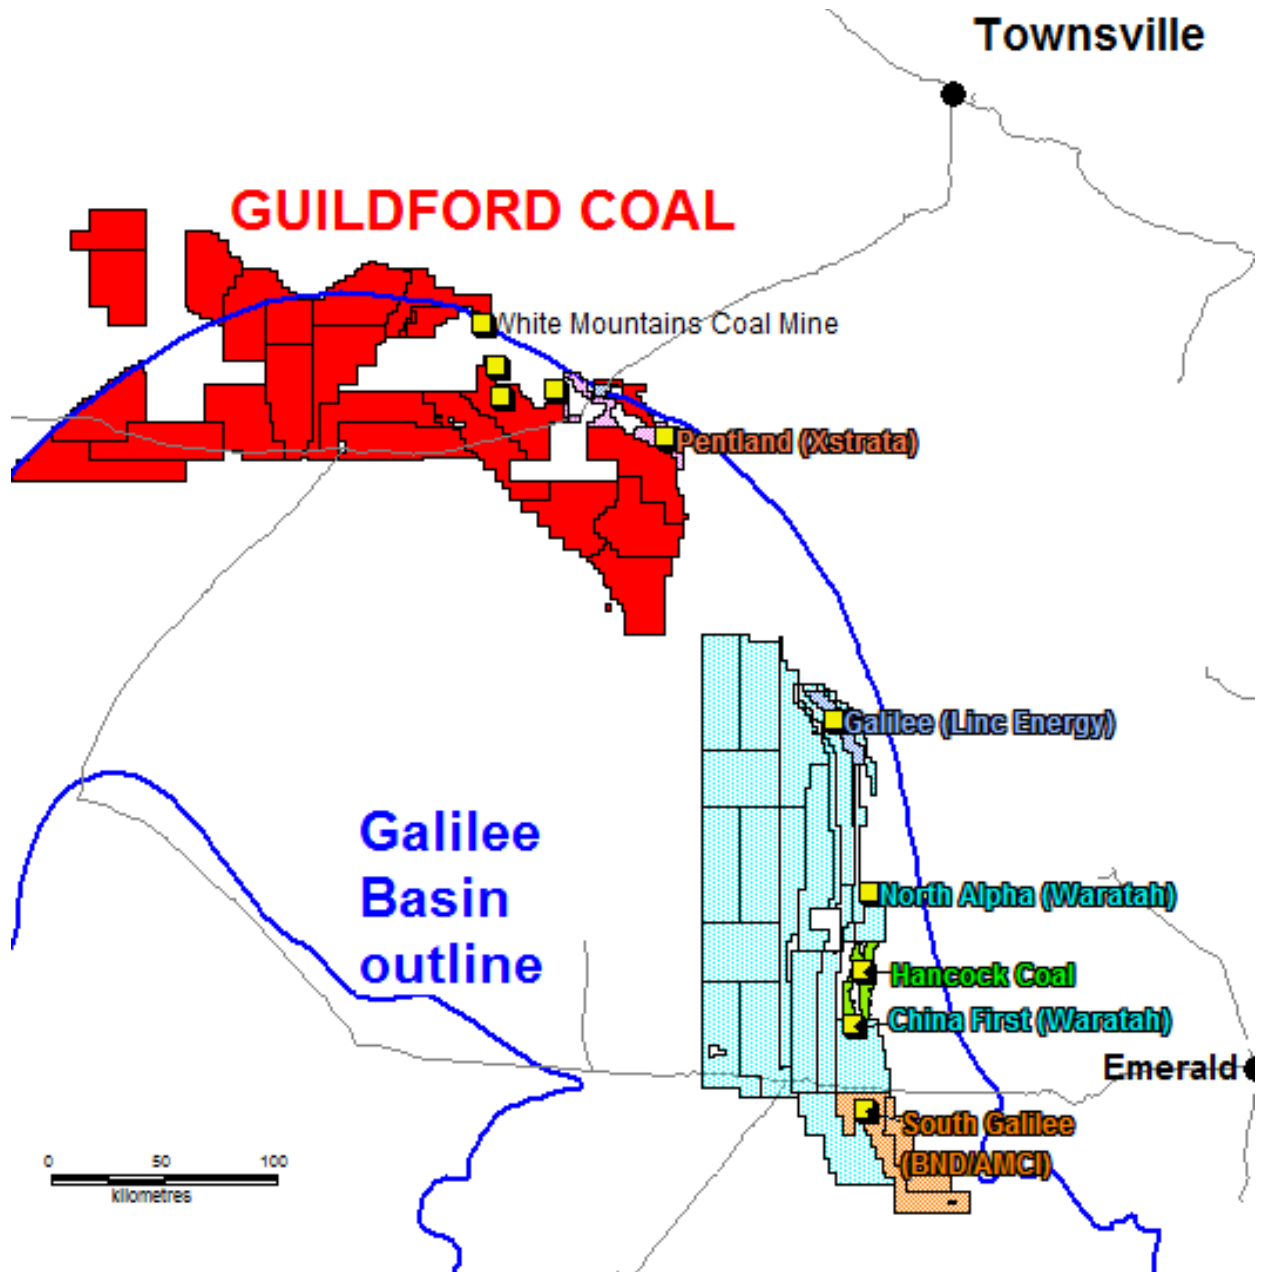 Townsville
GUILDFORD COAL
White Mountains Coal Mine
Pentland (Xstrata)
Galilee (Linc Energy)
Galilee
Basin
outline
North Alpha (Waratah)
Hancock Coal
China First (Waratah)
Emerald
South Galilee
(BND/AMCI)
0 50 100
kilometres